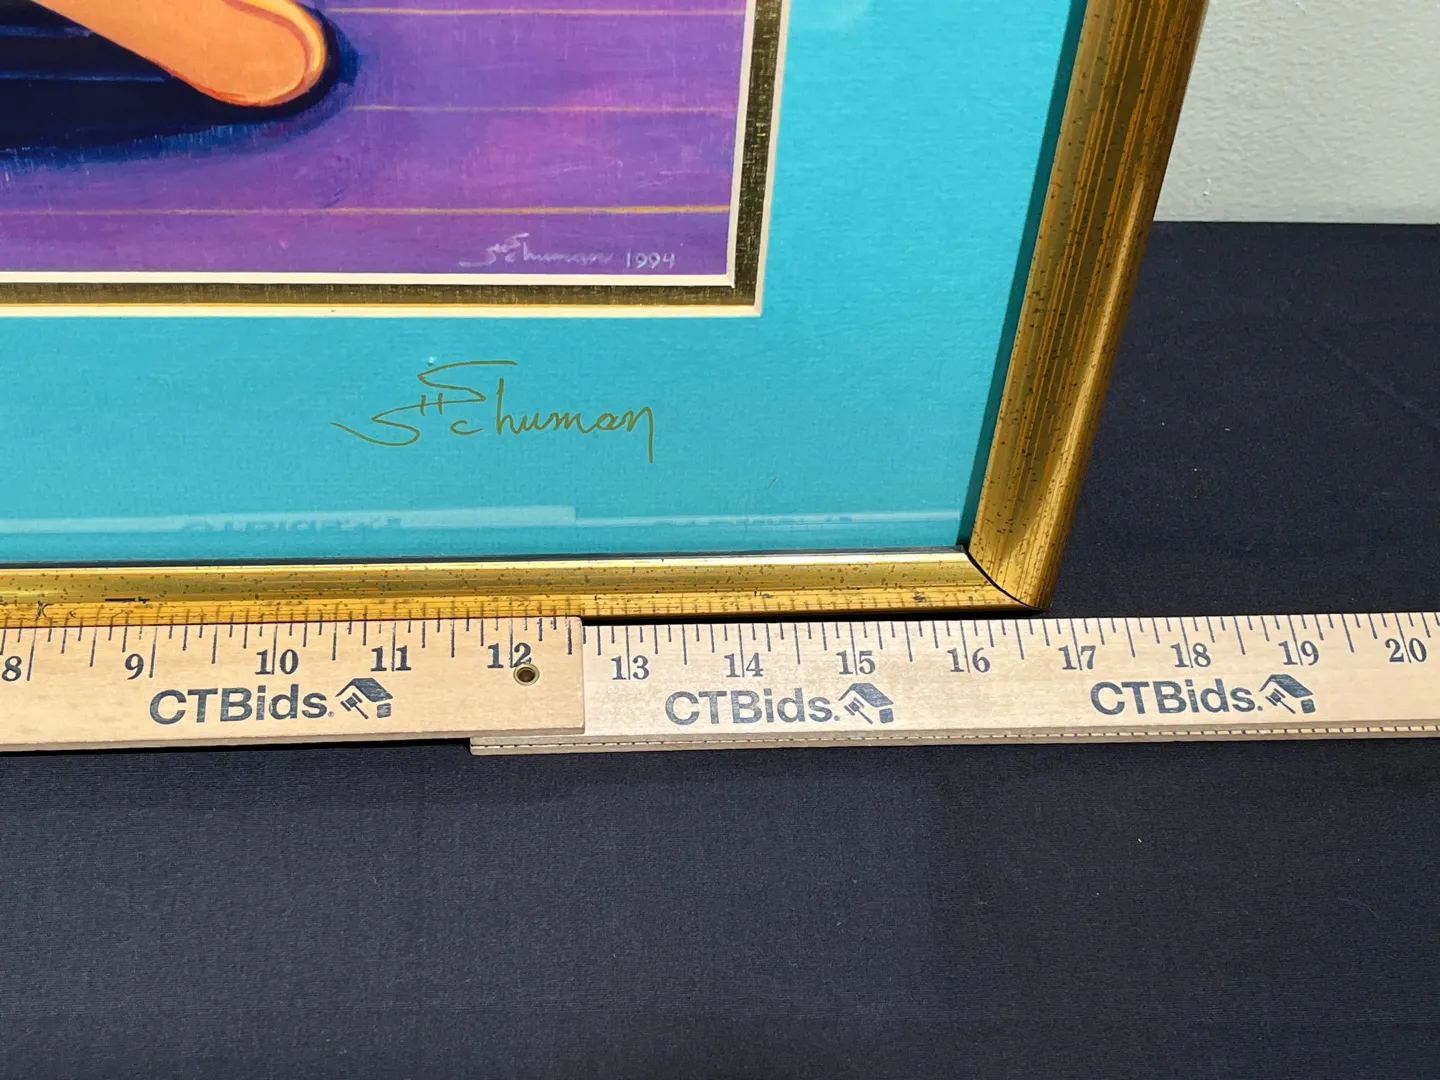 Schuman 1994
Schuman
8 9 10 11 12 13 14 15 16 17 18 19 20
CTBids. CTBids. CTBids.